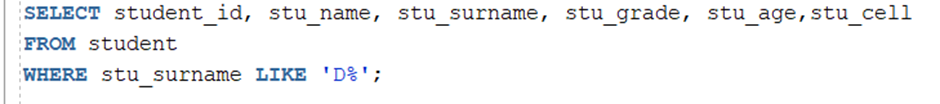 SELECT student_id, stu_name, stu_surname, stu_grade, stu_age,stu_cell
FROM student
WHERE stu_surname LIKE 'D%';